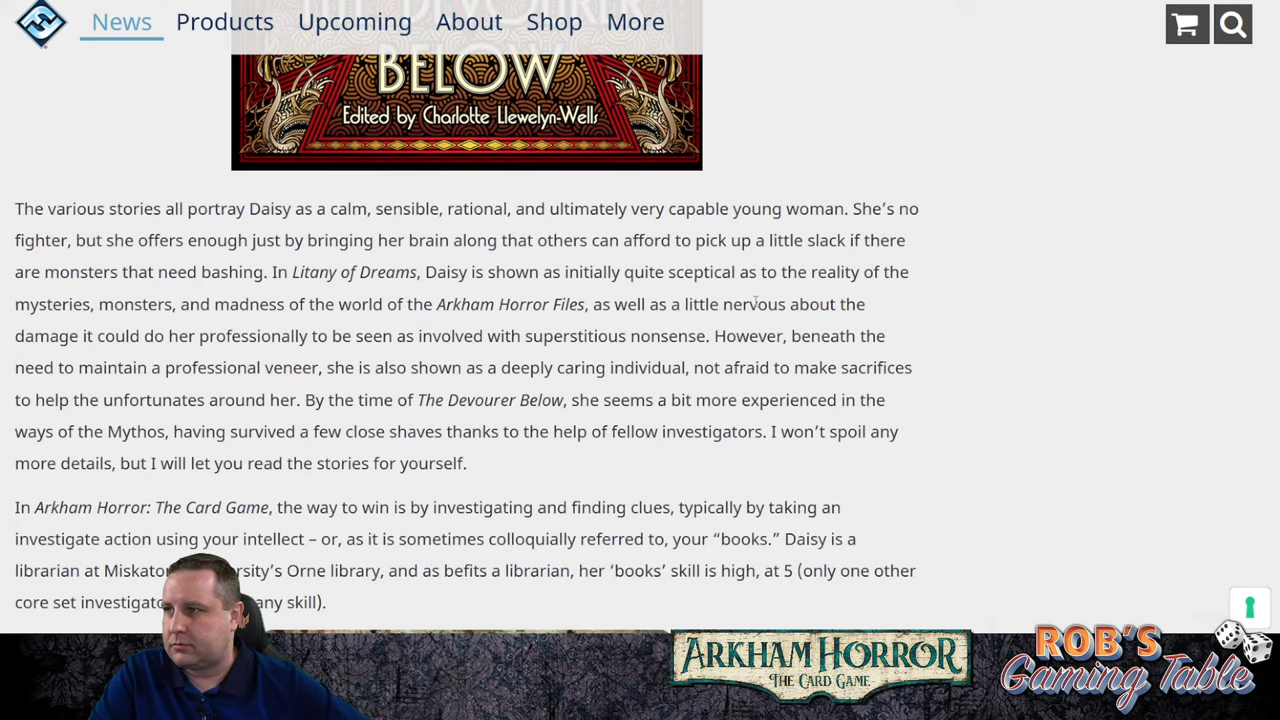 News Products Upcoming About Shop More
THE DEVOURER
BELOW
Edited by Charlotte Llewelyn-Wells
The various stories all portray Daisy as a calm, sensible, rational, and ultimately very capable young woman. She’s no
fighter, but she offers enough just by bringing her brain along that others can afford to pick up a little slack if there
are monsters that need bashing. In Litany of Dreams, Daisy is shown as initially quite sceptical as to the reality of the
mysteries, monsters, and madness of the world of the Arkham Horror Files, as well as a little nervous about the
damage it could do her professionally to be seen as involved with superstitious nonsense. However, beneath the
need to maintain a professional veneer, she is also shown as a deeply caring individual, not afraid to make sacrifices
to help the unfortunates around her. By the time of The Devourer Below, she seems a bit more experienced in the
ways of the Mythos, having survived a few close shaves thanks to the help of fellow investigators. I won’t spoil any
more details, but I will let you read the stories for yourself.
In Arkham Horror: The Card Game, the way to win is by investigating and finding clues, typically by taking an
investigate action using your intellect – or, as it is sometimes colloquially referred to, your “books.” Daisy is a
librarian at Orne library, and as befits a librarian, her ‘books’ skill is high, at 5 (only one other
core set any skill).
ARKHAM HORROR
THE CARD GAME
ROB'S
Gaming Table